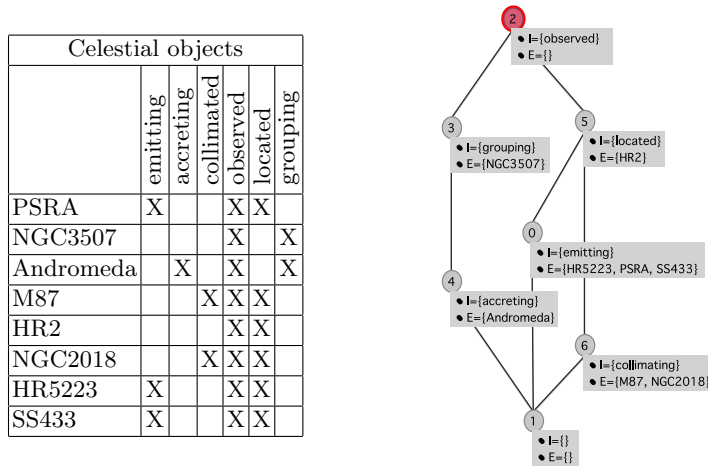 Celestial objects
emitting accreting collimated observed located grouping
PSRA X X X
NGC3507 X X
Andromeda X X X
M87 X X X
HR2 X X
NGC2018 X X X
HR5223 X X X
SS433 X X X
2
I={observed}
E={}
3
I={grouping}
E={NGC3507}
5
I={located}
E={HR2}
0
I={emitting}
E={HR5223, PSRA, SS433}
4
I={accreting}
E={Andromeda}
6
I={collimating}
E={M87, NGC2018}
1
I={}
E={}